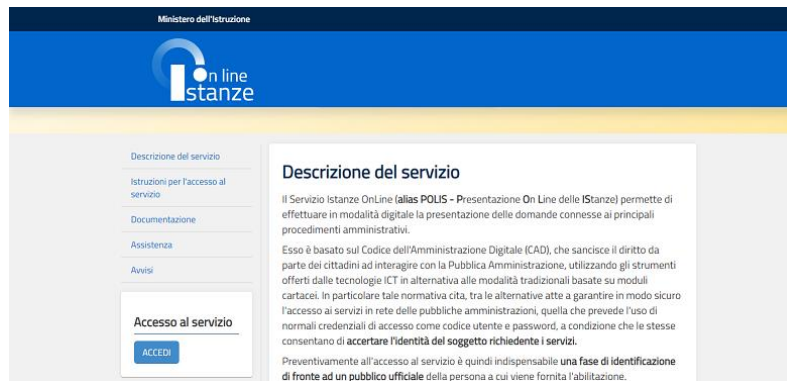 Ministero dell'Istruzione
On line
Istanze
Descrizione del servizio
Istruzioni per l'accesso al
servizio
Documentazione
Assistenza
Avvisi
Accesso al servizio
ACCEDI
Descrizione del servizio
Il Servizio Istanze OnLine (alias POLIS - Presentazione On Line delle IStanze) permette di
effettuare in modalità digitale la presentazione delle domande connesse ai principali
procedimenti amministrativi.
Esso è basato sul Codice dell'Amministrazione Digitale (CAD), che sancisce il diritto da
parte dei cittadini ad interagire con la Pubblica Amministrazione, utilizzando gli strumenti
offerti dalle tecnologie ICT in alternativa alle modalità tradizionali basate su moduli
cartacei. In particolare tale normativa cita, tra le alternative atte a garantire in modo sicuro
l'accesso ai servizi in rete delle pubbliche amministrazioni, quella che prevede l'uso di
normali credenziali di accesso come codice utente e password, a condizione che le stesse
consentano di accertare l'identità del soggetto richiedente i servizi.
Preventivamente all'accesso al servizio è quindi indispensabile una fase di identificazione
di fronte ad un pubblico ufficiale della persona a cui viene fornita l'abilitazione.